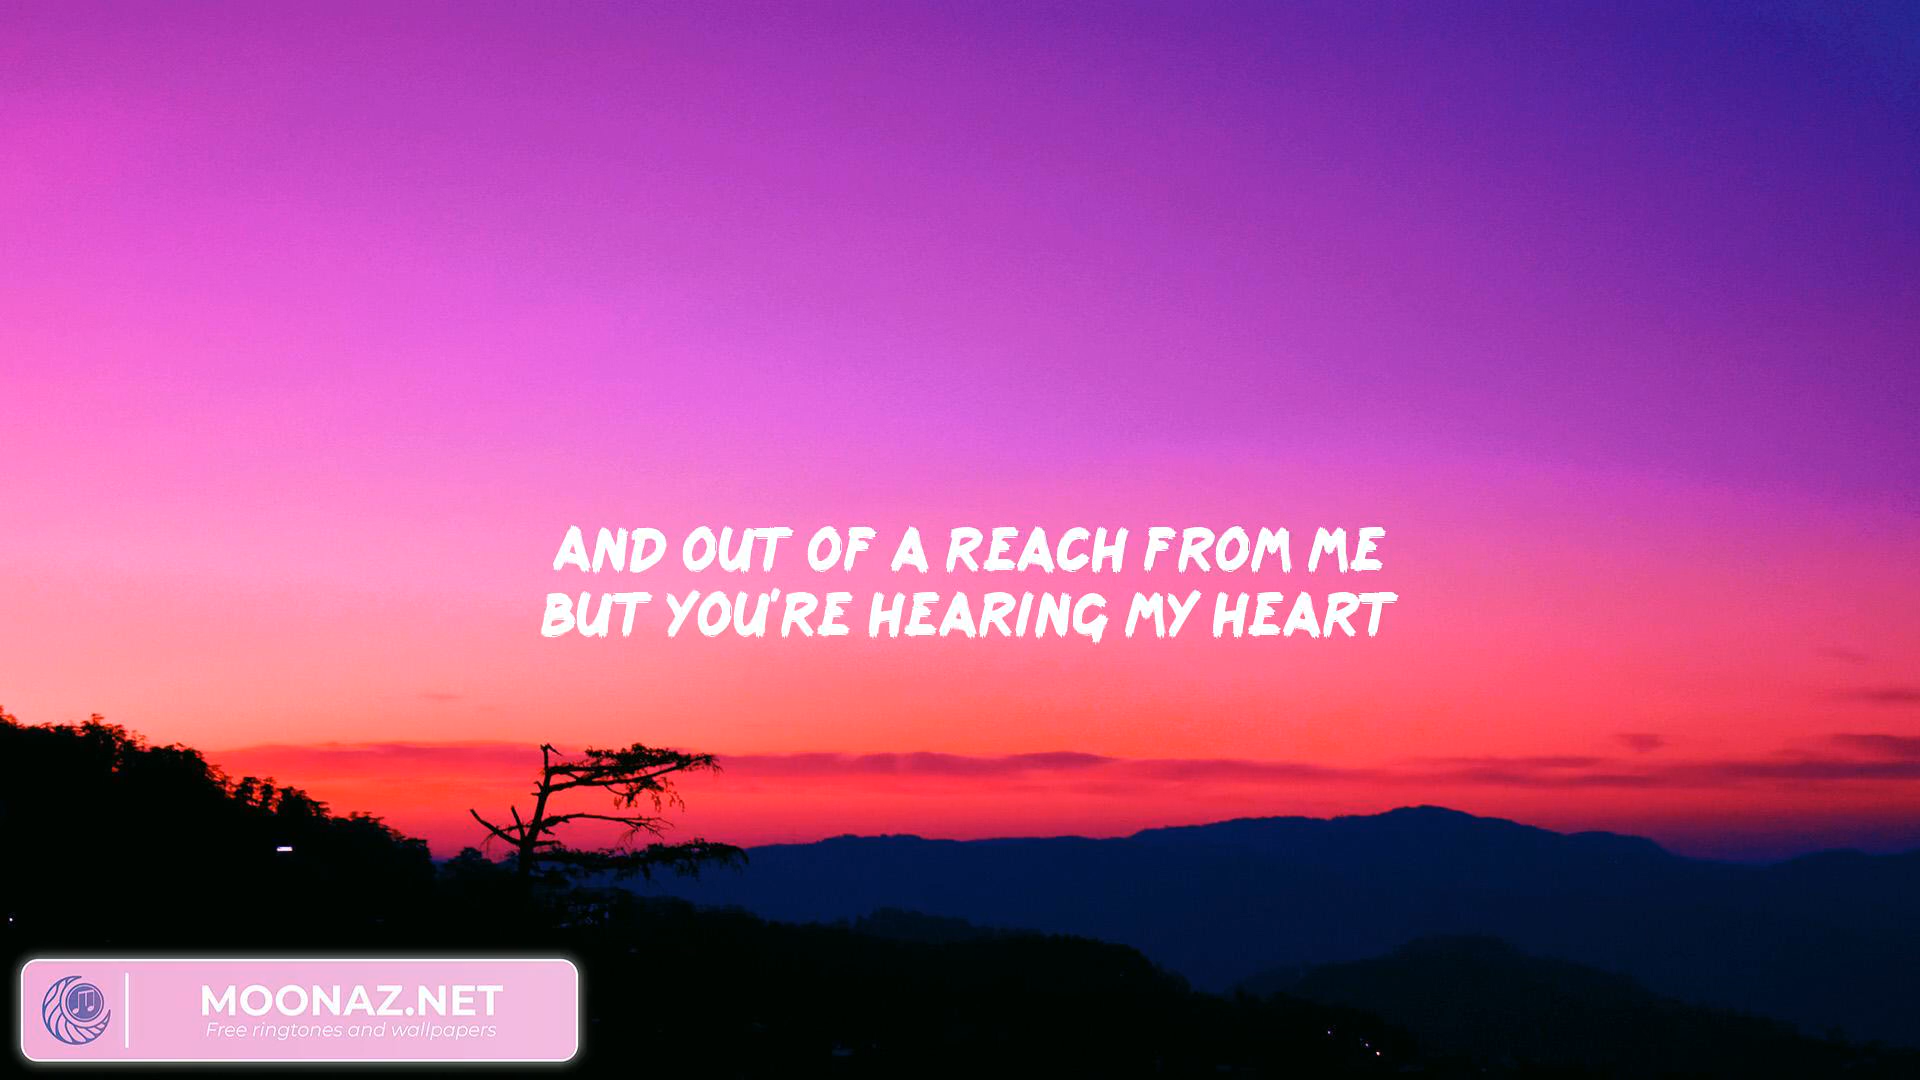 AND OUT OF A REACH FROM ME
BUT YOU'RE HEARING MY HEART
MOONAZ.NET
Free ringtones and wallpapers